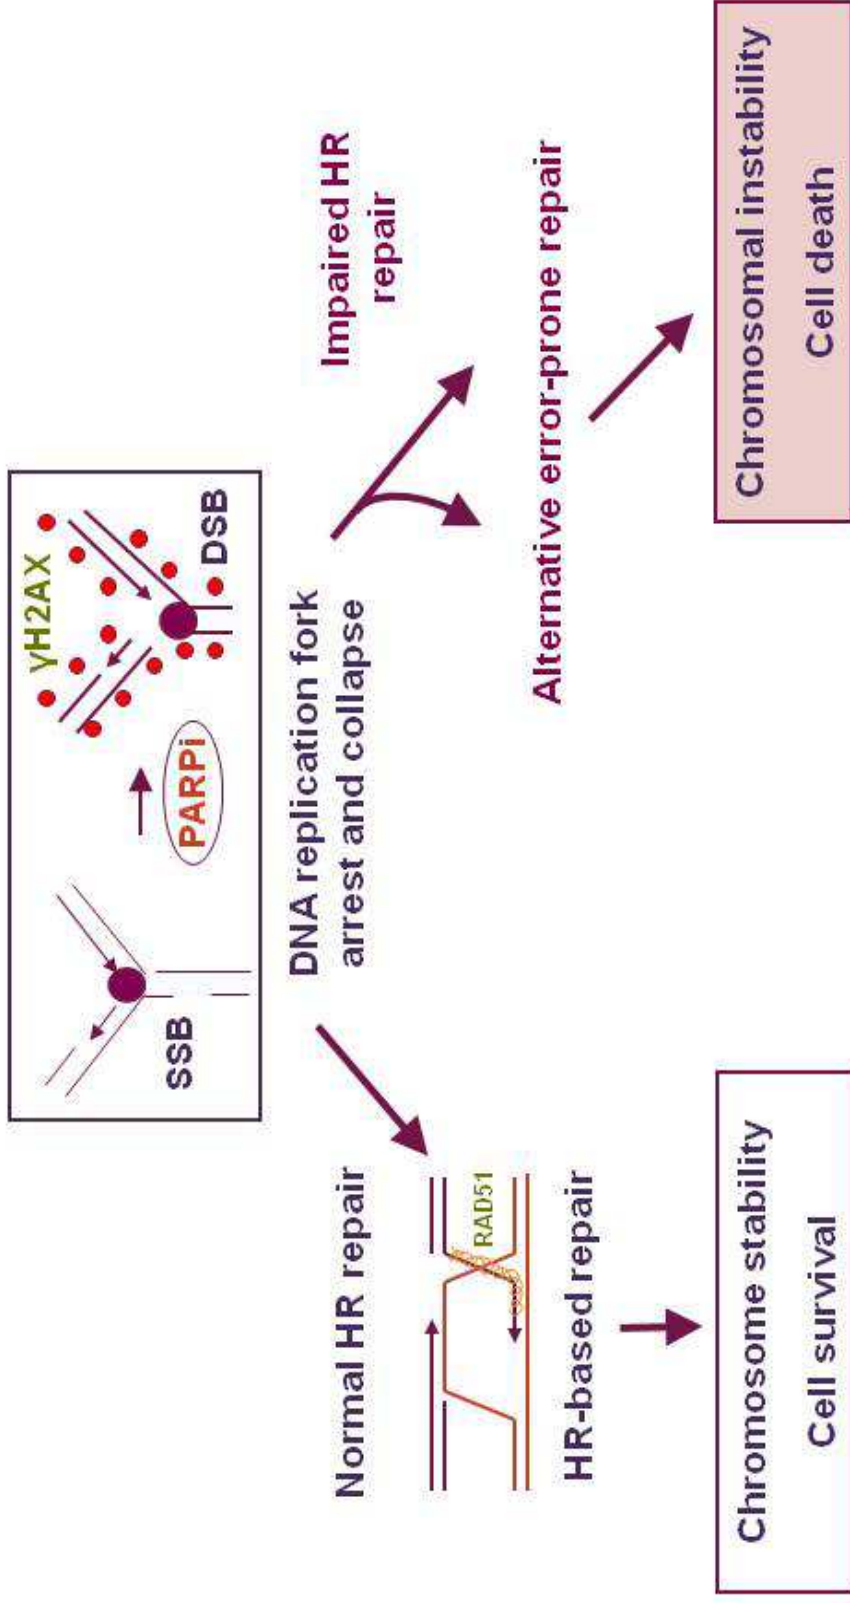 γH2AX
PARPi
SSB
DSB
DNA replication fork
arrest and collapse
Normal HR repair
Impaired HR
repair
RAD51
HR-based repair
Alternative error-prone repair
Chromosome stability
Cell survival
Chromosomal instability
Cell death